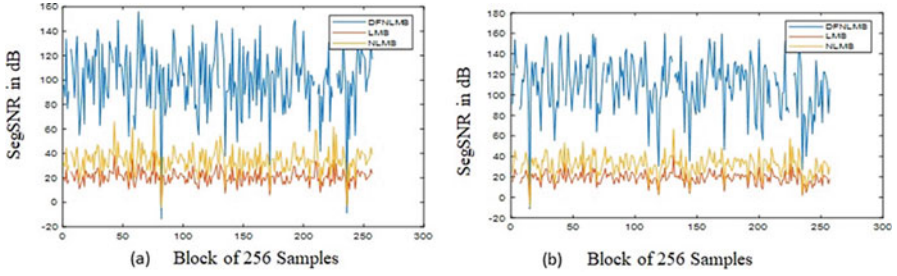 160
140
120
100
80
60
40
20
0
-20
SegSNR in dB
DFNLMS
LMS
NLMS
0 50 100 150 200 250 300
(a) Block of 256 Samples
180
160
140
120
100
80
60
40
20
0
-20
SegSNR in dB
DFNLMS
LMS
NLMS
0 50 100 150 200 250 300
(b) Block of 256 Samples